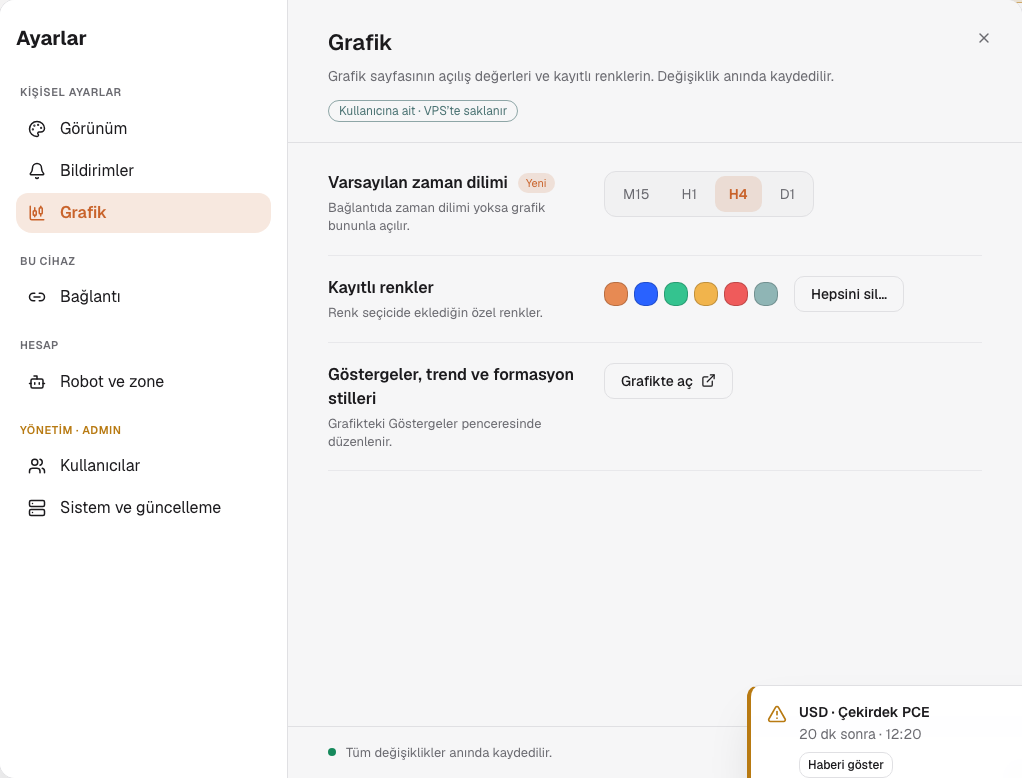 Ayarlar
KİŞİSEL AYARLAR
Görünüm
Bildirimler
Grafik
BU CİHAZ
Bağlantı
HESAP
Robot ve zone
YÖNETİM · ADMIN
Kullanıcılar
Sistem ve güncelleme
Grafik
Grafik sayfasının açılış değerleri ve kayıtlı renklerin. Değişiklik anında kaydedilir.
Kullanıcına ait · VPS'te saklanır
Varsayılan zaman dilimi Yeni
Bağlantıda zaman dilimi yoksa grafik
bununla açılır.
M15 H1 H4 D1
Kayıtlı renkler
Renk seçicide eklediğin özel renkler.
Hepsini sil...
Göstergeler, trend ve formasyon
stilleri
Grafikteki Göstergeler penceresinde
düzenlenir.
Grafikte aç
Tüm değişiklikler anında kaydedilir.
USD · Çekirdek PCE
20 dk sonra · 12:20
Haberi göster